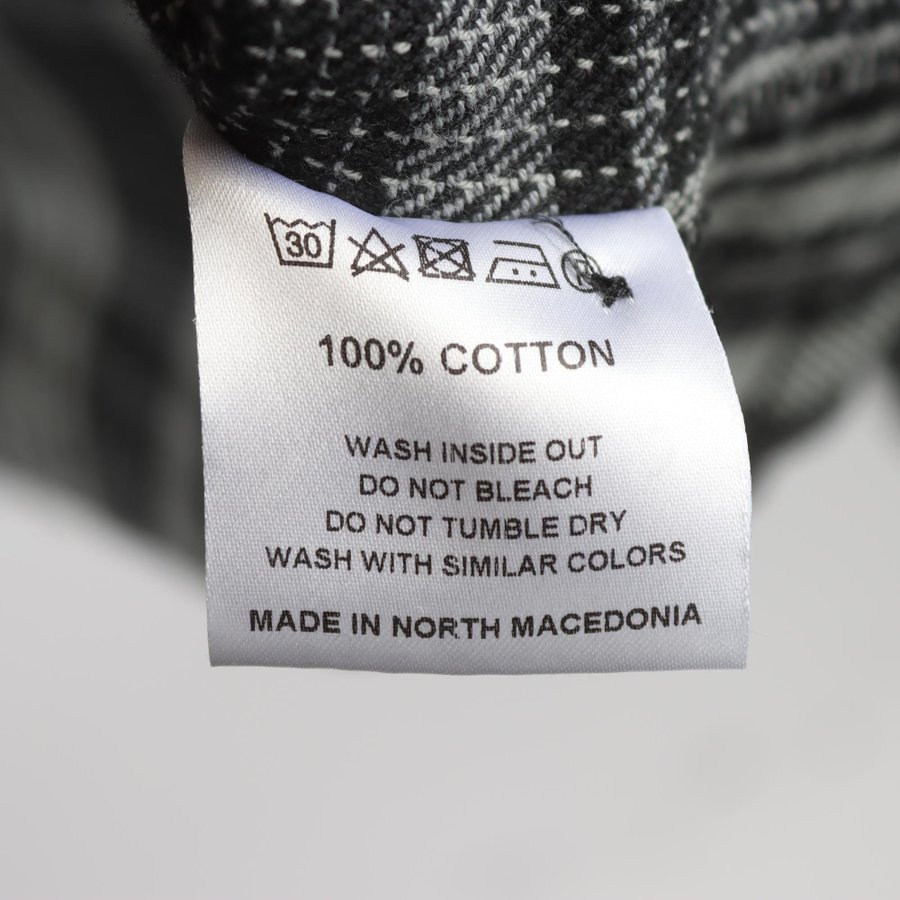 30 P
100% COTTON
WASH INSIDE OUT
DO NOT BLEACH
DO NOT TUMBLE DRY
WASH WITH SIMILAR COLORS
MADE IN NORTH MACEDONIA